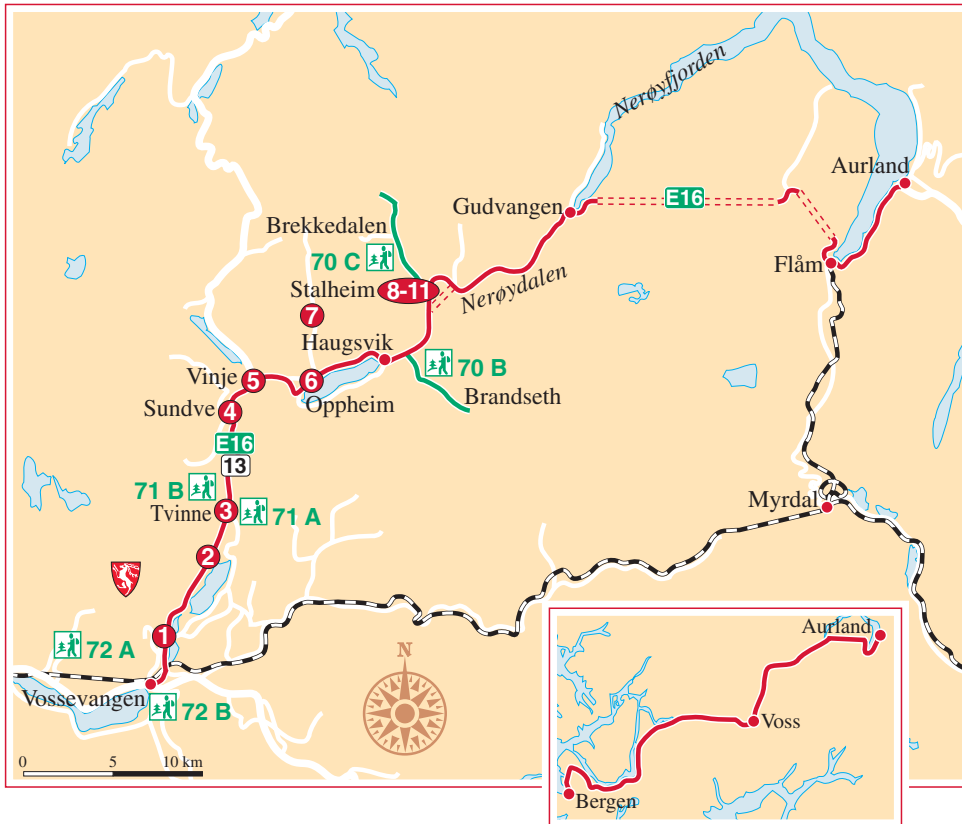 Nerøyfjorden
Aurland
E16
Gudvangen
Brekkedalen
70 C
Flåm
Stalheim
8-11
Nerøydalen
7
Haugsvik
70 B
Vinje
5
6
Oppheim
Brandseth
Sundve
4
E16
13
71 B
Tvinne
3
71 A
Myrdal
2
1
72 A
N
Vossevangen
72 B
0 5 10 km
Aurland
Voss
Bergen